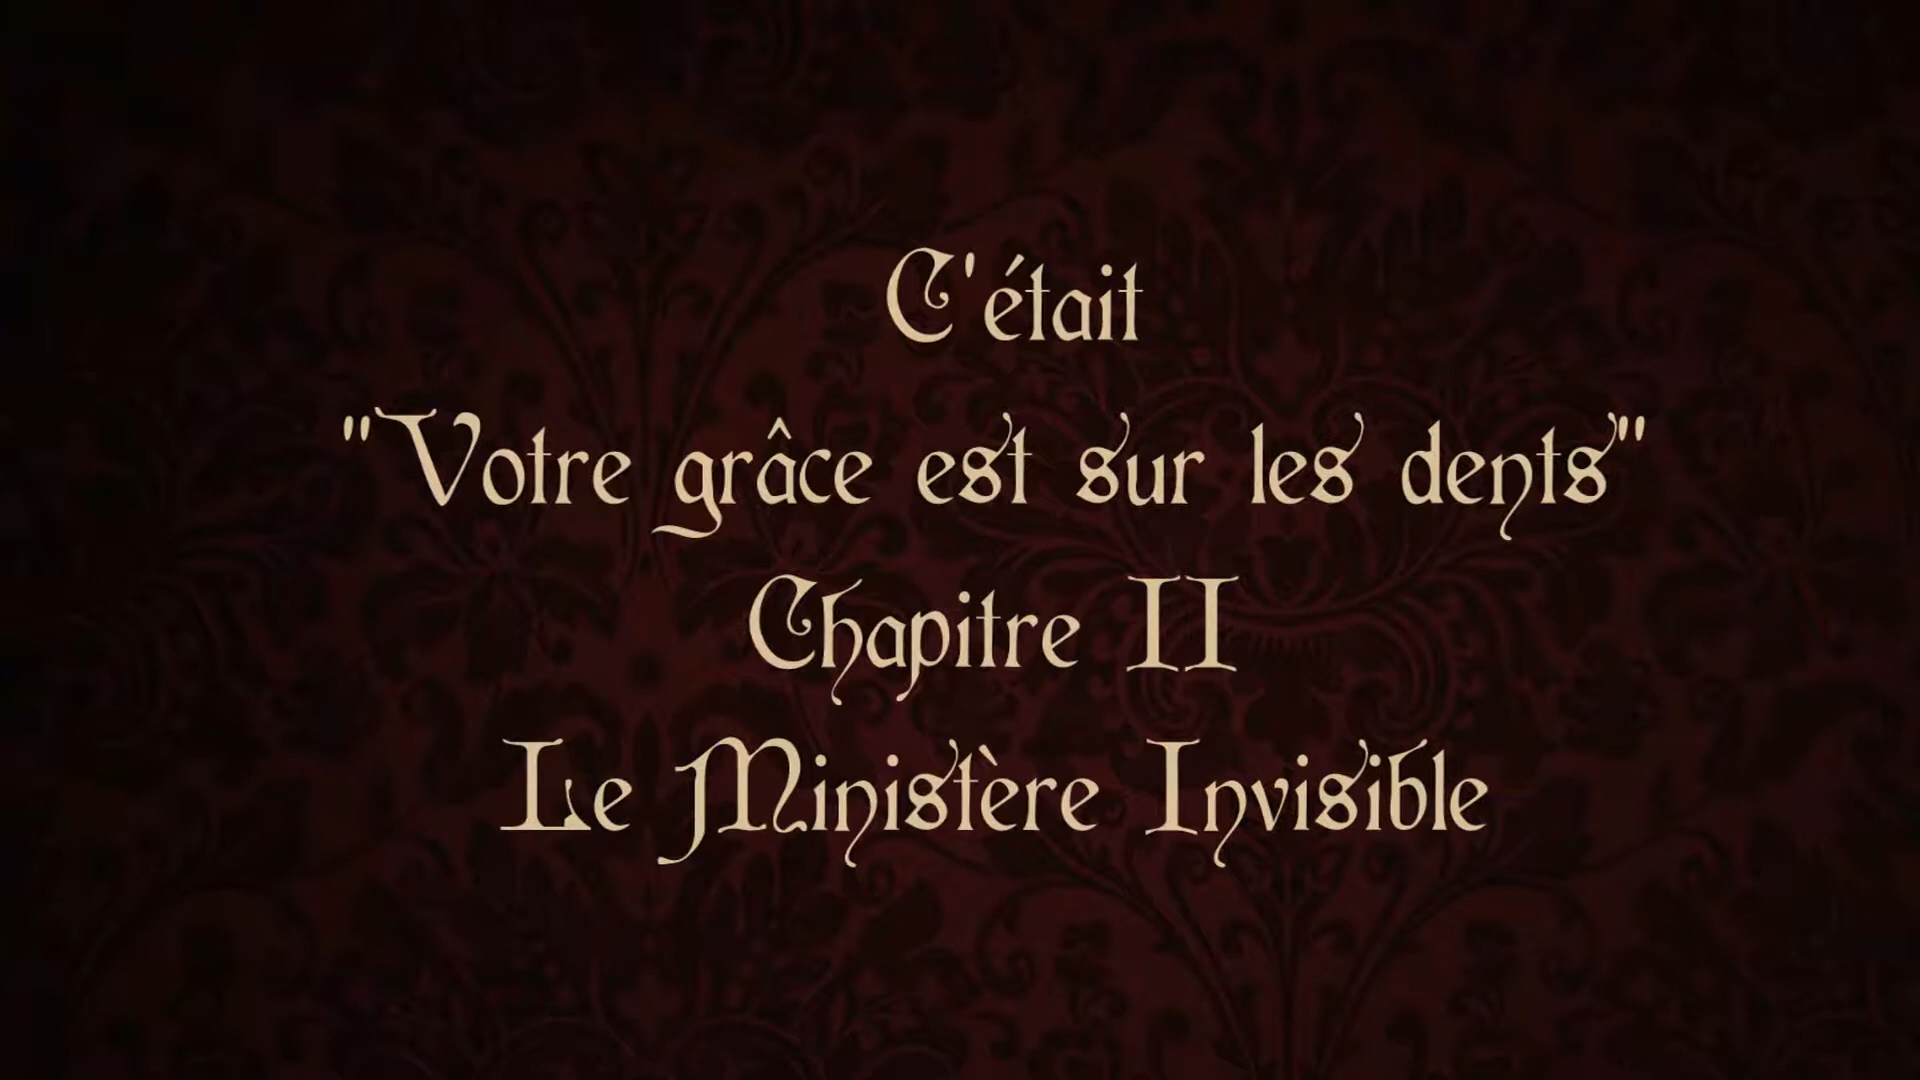 C'était
"Votre grâce est sur les dents"
Chapitre II
Le Ministère Invisible